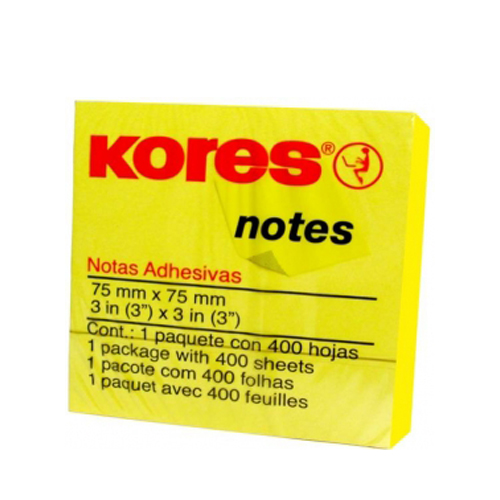 Kores®
notes
Notas Adhesivas
75 mm x 75 mm
3 in (3") x 3 in (3")
Cont.: 1 paquete con 400 hojas
1 package with 400 sheets
1 pacote com 400 folhas
1 paquet avec 400 feuilles